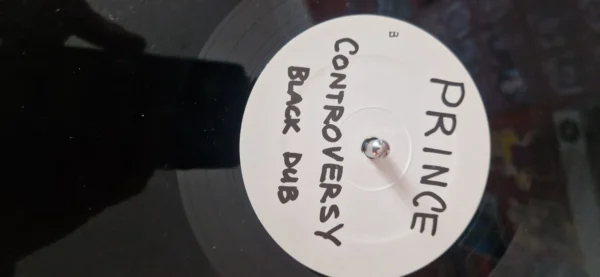 B
PRINCE
CONTROVERSY
BLACK DUB